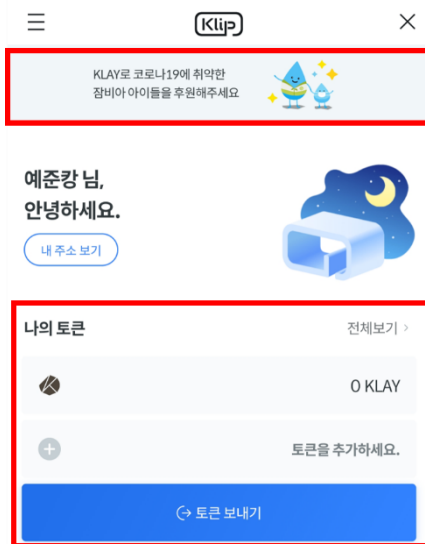 Klip
KLAY로 코로나19에 취약한
잠비아 아이들을 후원해주세요
예준캉 님,
안녕하세요.
내 주소 보기
나의 토큰
전체보기 >
0 KLAY
토큰을 추가하세요.
토큰 보내기